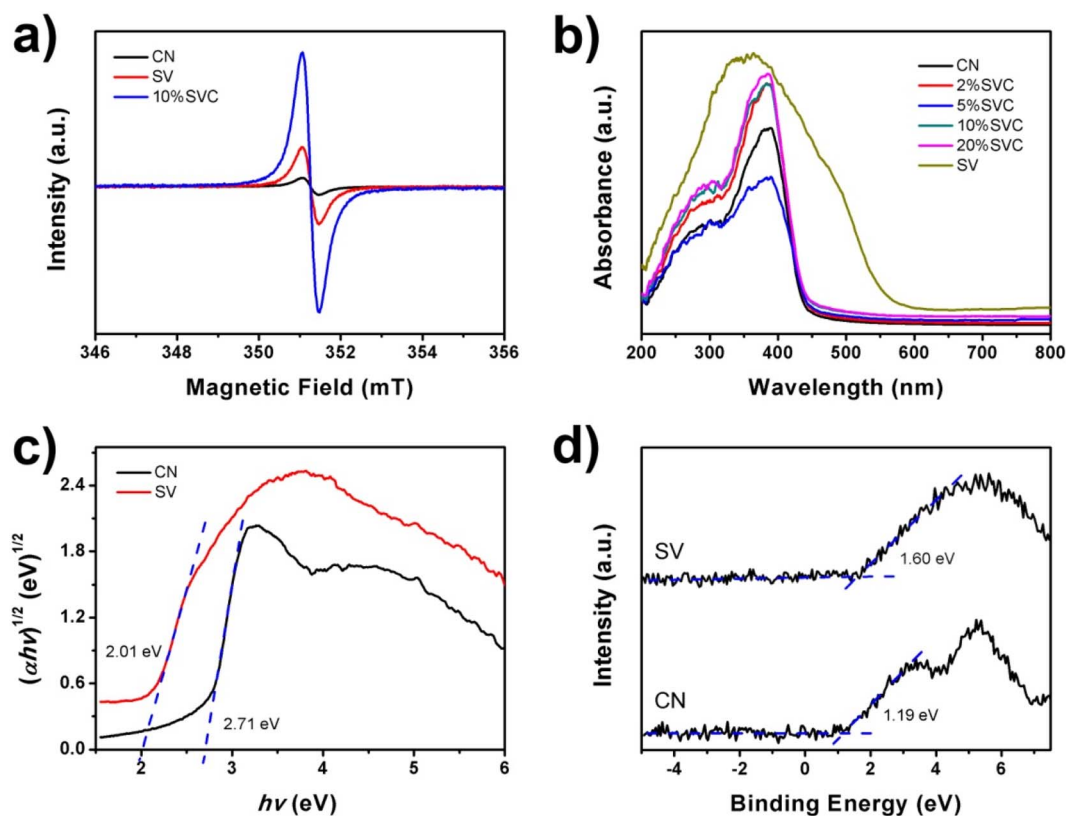 a)
CN
SV
10%SVC
Intensity (a.u.)
346 348 350 352 354 356
Magnetic Field (mT)
b)
CN
2%SVC
5%SVC
10%SVC
20%SVC
SV
Absorbance (a.u.)
200 300 400 500 600 700 800
Wavelength (nm)
c)
CN
SV
2.4
1.8
1.2
0.6
0.0
(αhν)1/2 (eV)1/2
2.01 eV
2.71 eV
2 3 4 5 6
hν (eV)
d)
SV
1.60 eV
CN
1.19 eV
Intensity (a.u.)
-4 -2 0 2 4 6
Binding Energy (eV)